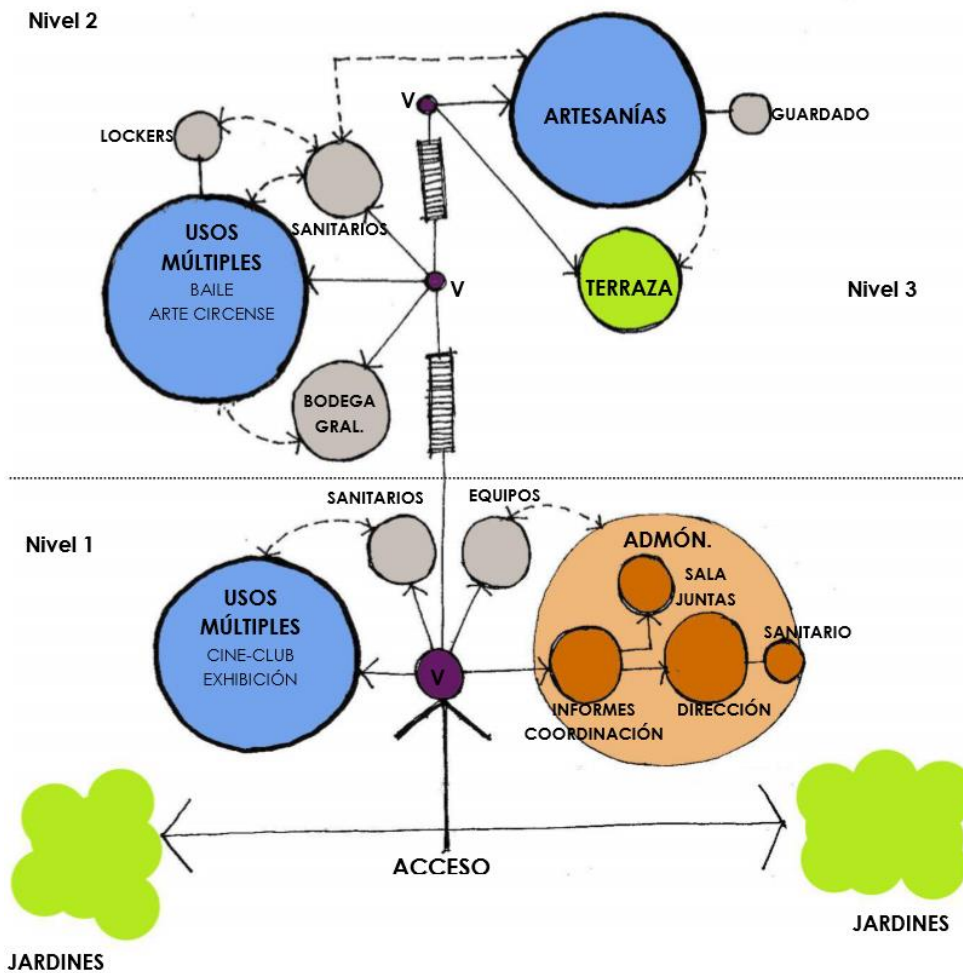 Nivel 2
V
ARTESANÍAS
GUARDADO
LOCKERS
SANITARIOS
USOS
MÚLTIPLES
BAILE
ARTE CIRCENSE
V
TERRAZA
Nivel 3
BODEGA
GRAL.
SANITARIOS
EQUIPOS
Nivel 1
ADMÓN.
SALA
JUNTAS
USOS
MÚLTIPLES
CINE-CLUB
EXHIBICIÓN
V
SANITARIO
INFORMES
COORDINACIÓN
DIRECCIÓN
ACCESO
JARDINES
JARDINES